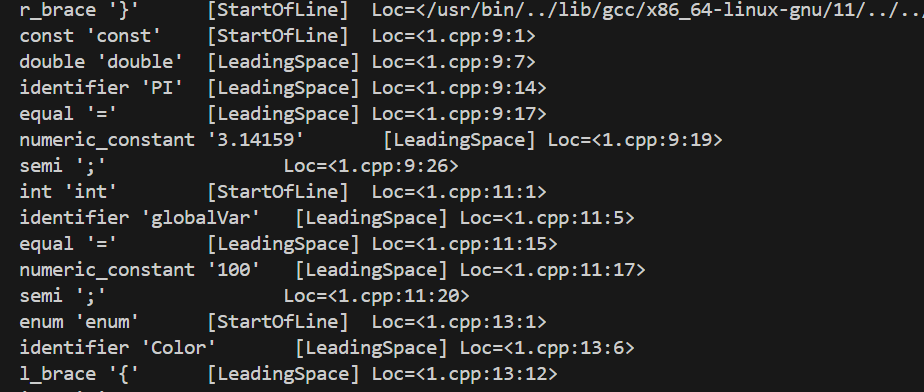 r_brace '}' [StartOfLine] Loc=</usr/bin/../lib/gcc/x86_64-linux-gnu/11/../..
const 'const' [StartOfLine] Loc=<1.cpp:9:1>
double 'double' [LeadingSpace] Loc=<1.cpp:9:7>
identifier 'PI' [LeadingSpace] Loc=<1.cpp:9:14>
equal '=' [LeadingSpace] Loc=<1.cpp:9:17>
numeric_constant '3.14159' [LeadingSpace] Loc=<1.cpp:9:19>
semi ';' Loc=<1.cpp:9:26>
int 'int' [StartOfLine] Loc=<1.cpp:11:1>
identifier 'globalVar' [LeadingSpace] Loc=<1.cpp:11:5>
equal '=' [LeadingSpace] Loc=<1.cpp:11:15>
numeric_constant '100' [LeadingSpace] Loc=<1.cpp:11:17>
semi ';' Loc=<1.cpp:11:20>
enum 'enum' [StartOfLine] Loc=<1.cpp:13:1>
identifier 'Color' [LeadingSpace] Loc=<1.cpp:13:6>
l_brace '{' [LeadingSpace] Loc=<1.cpp:13:12>